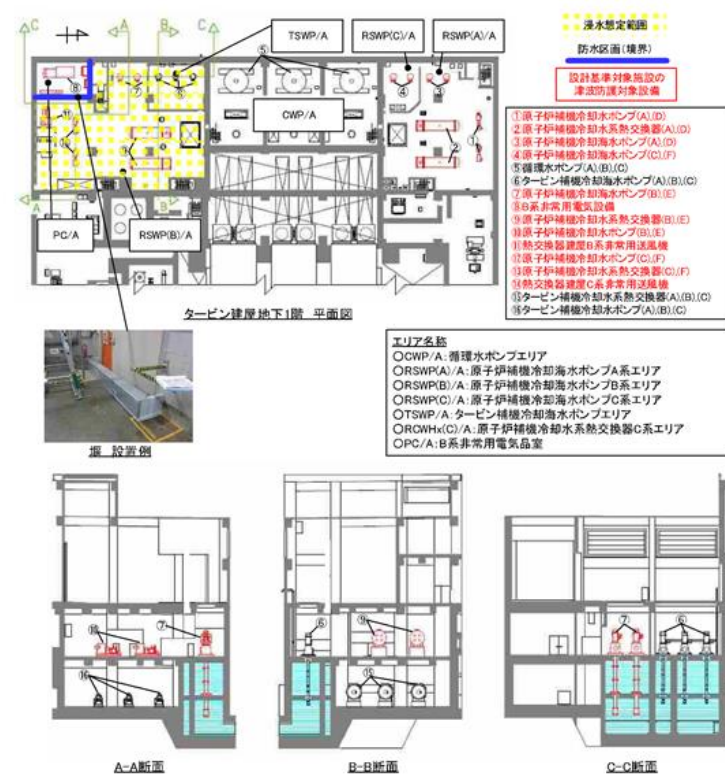 C A B C
TSWP/A
RSWP(C)/A
RSWP(A)/A
浸水想定範囲
防水区画(境界)
設計基準対象施設の
津波防護対象設備
CWP/A
PC/A
RSWP(B)/A
タービン建屋地下1階 平面図
①原子炉補機冷却水ポンプ(A),(D)
②原子炉補機冷却水系熱交換器(A),(D)
③原子炉補機冷却海水ポンプ(A),(D)
④原子炉補機冷却海水ポンプ(C),(F)
⑤循環水ポンプ(A),(B),(C)
⑥タービン補機冷却海水ポンプ(A),(B),(C)
⑦原子炉補機冷却海水ポンプ(B),(E)
⑧B系非常用電気設備
⑨原子炉補機冷却水系熱交換器(B),(E)
⑩原子炉補機冷却水ポンプ(B),(E)
⑪熱交換器建屋B系非常用送風機
⑫原子炉補機冷却水ポンプ(C),(F)
⑬原子炉補機冷却水系熱交換器(C),(F)
⑭熱交換器建屋C系非常用送風機
⑮タービン補機冷却水系熱交換器(A),(B),(C)
⑯タービン補機冷却水ポンプ(A),(B),(C)
エリア名称
○CWP/A:循環水ポンプエリア
○RSWP(A)/A:原子炉補機冷却海水ポンプA系エリア
○RSWP(B)/A:原子炉補機冷却海水ポンプB系エリア
○RSWP(C)/A:原子炉補機冷却海水ポンプC系エリア
○TSWP/A:タービン補機冷却海水ポンプエリア
○RCWHx(C)/A:原子炉補機冷却水系熱交換器C系エリア
○PC/A:B系非常用電気品室
堰 設置例
⑩ ⑦ ⑯
⑥ ⑨ ⑮
⑦ ⑥
A-A断面
B-B断面
C-C断面